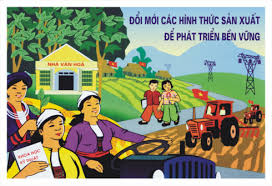 ĐỔI MỚI CÁC HÌNH THỨC SẢN XUẤT
ĐỂ PHÁT TRIỂN BỀN VỮNG
NHÀ VĂN HOÁ
KHOA HỌC
KỸ THUẬT